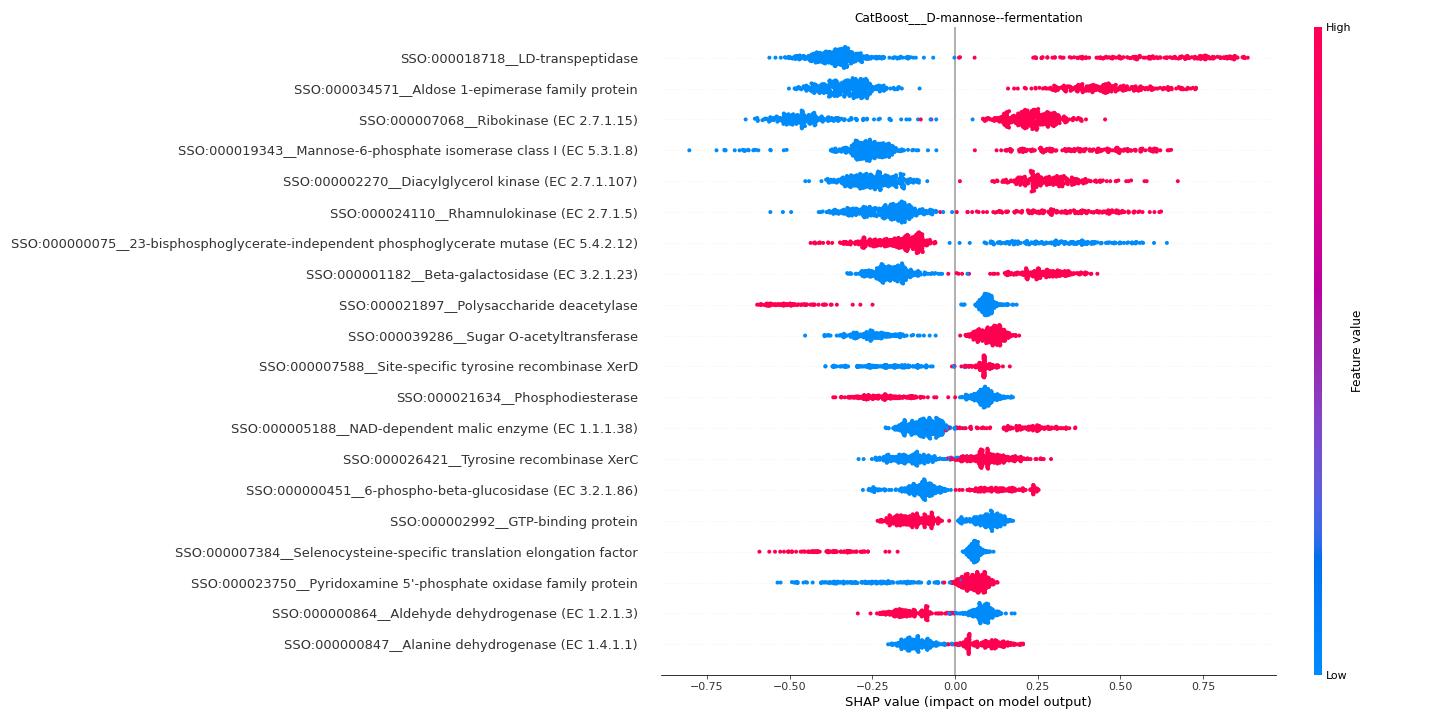 CatBoost___D-mannose--fermentation
High
SSO:000018718__LD-transpeptidase
SSO:000034571__Aldose 1-epimerase family protein
SSO:000007068__Ribokinase (EC 2.7.1.15)
SSO:000019343__Mannose-6-phosphate isomerase class I (EC 5.3.1.8)
SSO:000002270__Diacylglycerol kinase (EC 2.7.1.107)
SSO:000024110__Rhamnulokinase (EC 2.7.1.5)
SSO:000000075__23-bisphosphoglycerate-independent phosphoglycerate mutase (EC 5.4.2.12)
SSO:000001182__Beta-galactosidase (EC 3.2.1.23)
SSO:000021897__Polysaccharide deacetylase
SSO:000039286__Sugar O-acetyltransferase
SSO:000007588__Site-specific tyrosine recombinase XerD
SSO:000021634__Phosphodiesterase
SSO:000005188__NAD-dependent malic enzyme (EC 1.1.1.38)
SSO:000026421__Tyrosine recombinase XerC
SSO:000000451__6-phospho-beta-glucosidase (EC 3.2.1.86)
SSO:000002992__GTP-binding protein
SSO:000007384__Selenocysteine-specific translation elongation factor
SSO:000023750__Pyridoxamine 5'-phosphate oxidase family protein
SSO:000000864__Aldehyde dehydrogenase (EC 1.2.1.3)
SSO:000000847__Alanine dehydrogenase (EC 1.4.1.1)
Feature value
Low
−0.75 −0.50 −0.25 0.00 0.25 0.50 0.75
SHAP value (impact on model output)